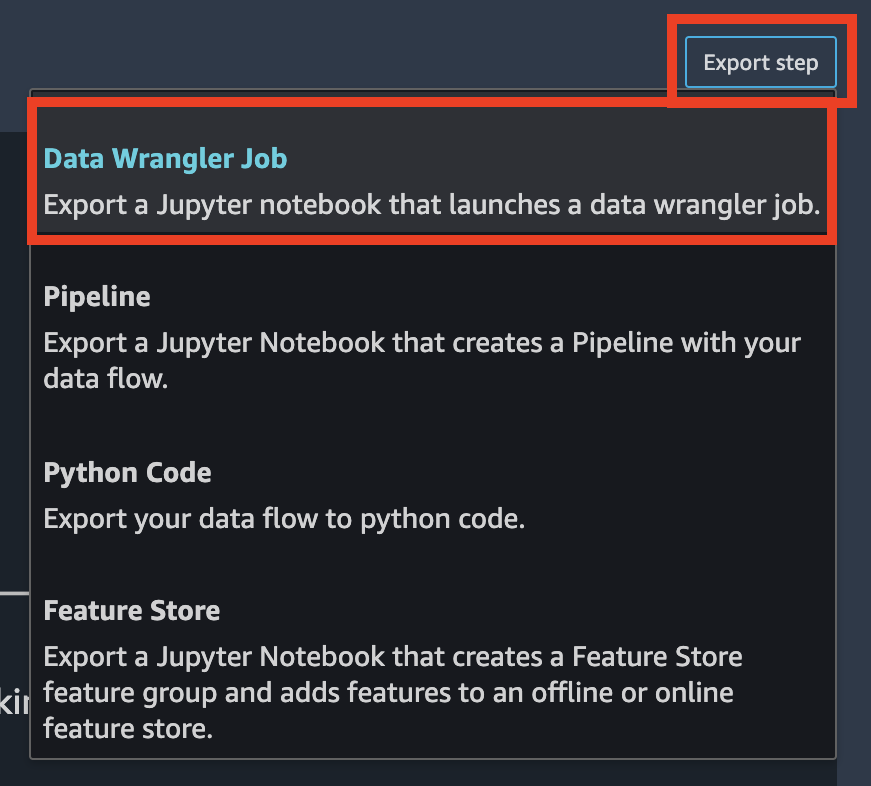 Export step
Data Wrangler Job
Export a Jupyter notebook that launches a data wrangler job.
Pipeline
Export a Jupyter Notebook that creates a Pipeline with your
data flow.
Python Code
Export your data flow to python code.
Feature Store
Export a Jupyter Notebook that creates a Feature Store
feature group and adds features to an offline or online
feature store.